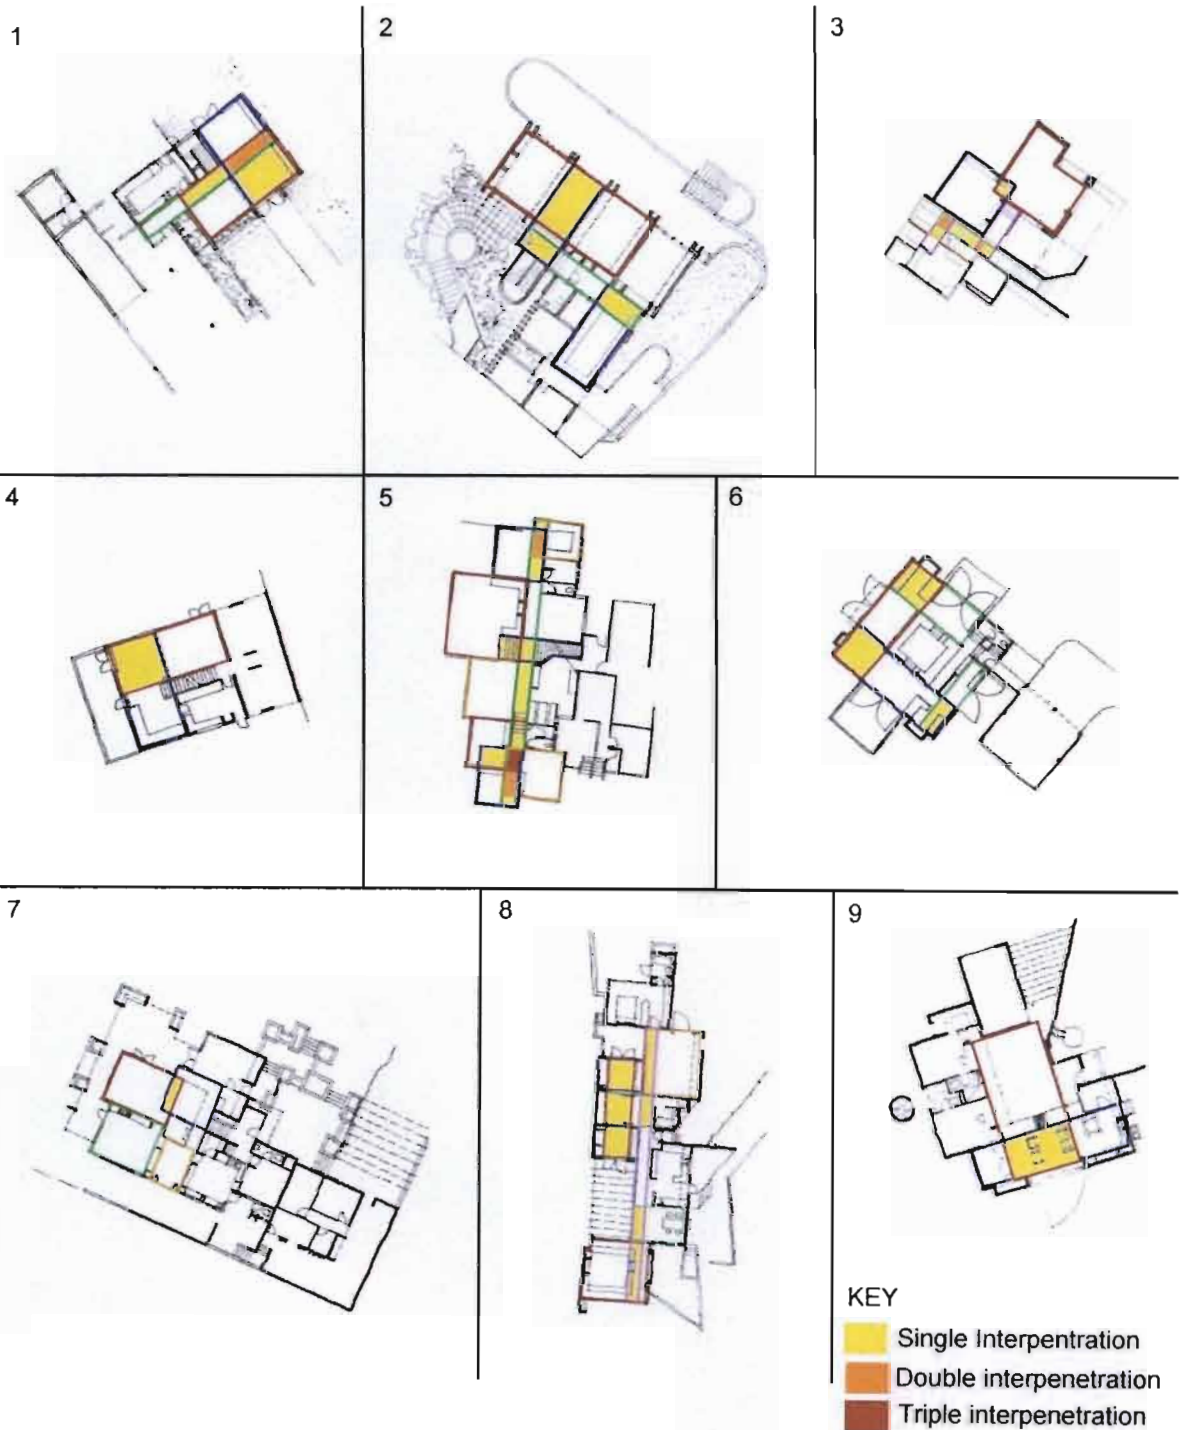 1
2
3
4
5
6
7
8
9
KEY
Single Interpentration
Double interpenetration
Triple interpenetration